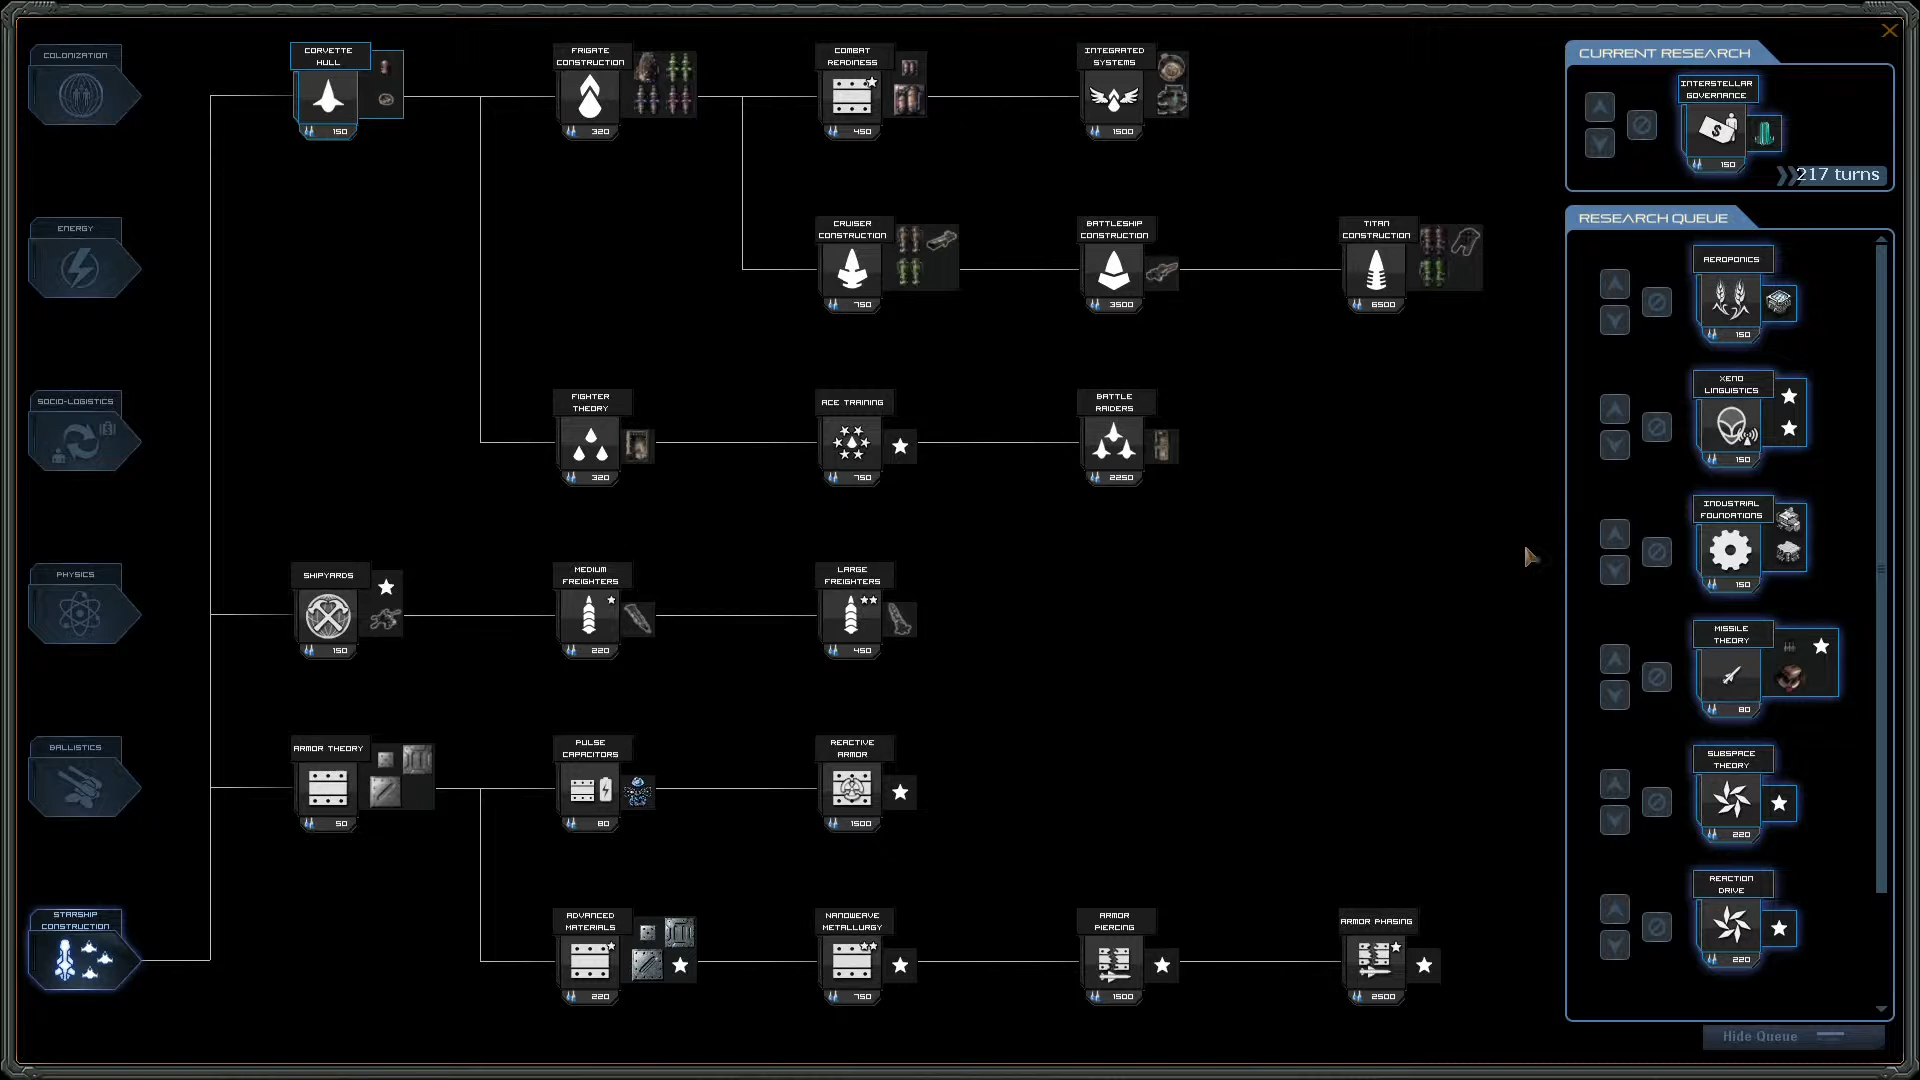 COLONIZATION
ENERGY
SOCIO-LOGISTICS
PHYSICS
BALLISTICS
STARSHIP
CONSTRUCTION
CORVETTE
HULL
150
FRIGATE
CONSTRUCTION
320
COMBAT
READINESS
450
INTEGRATED
SYSTEMS
1500
CRUISER
CONSTRUCTION
750
BATTLESHIP
CONSTRUCTION
3500
TITAN
CONSTRUCTION
6500
FIGHTER
THEORY
320
ACE TRAINING
750
BATTLE
RAIDERS
2250
SHIPYARDS
150
MEDIUM
FREIGHTERS
220
LARGE
FREIGHTERS
450
ARMOR THEORY
50
PULSE
CAPACITORS
80
REACTIVE
ARMOR
1500
ADVANCED
MATERIALS
220
NANOWEAVE
METALLURGY
750
ARMOR
PIERCING
1500
ARMOR PHASING
2500
CURRENT RESEARCH
INTERSTELLAR
GOVERNANCE
$
150
217 turns
RESEARCH QUEUE
AEROPONICS
150
XENO
LINGUISTICS
150
INDUSTRIAL
FOUNDATIONS
150
MISSILE
THEORY
80
SUBSPACE
THEORY
220
REACTION
DRIVE
220
Hide Queue